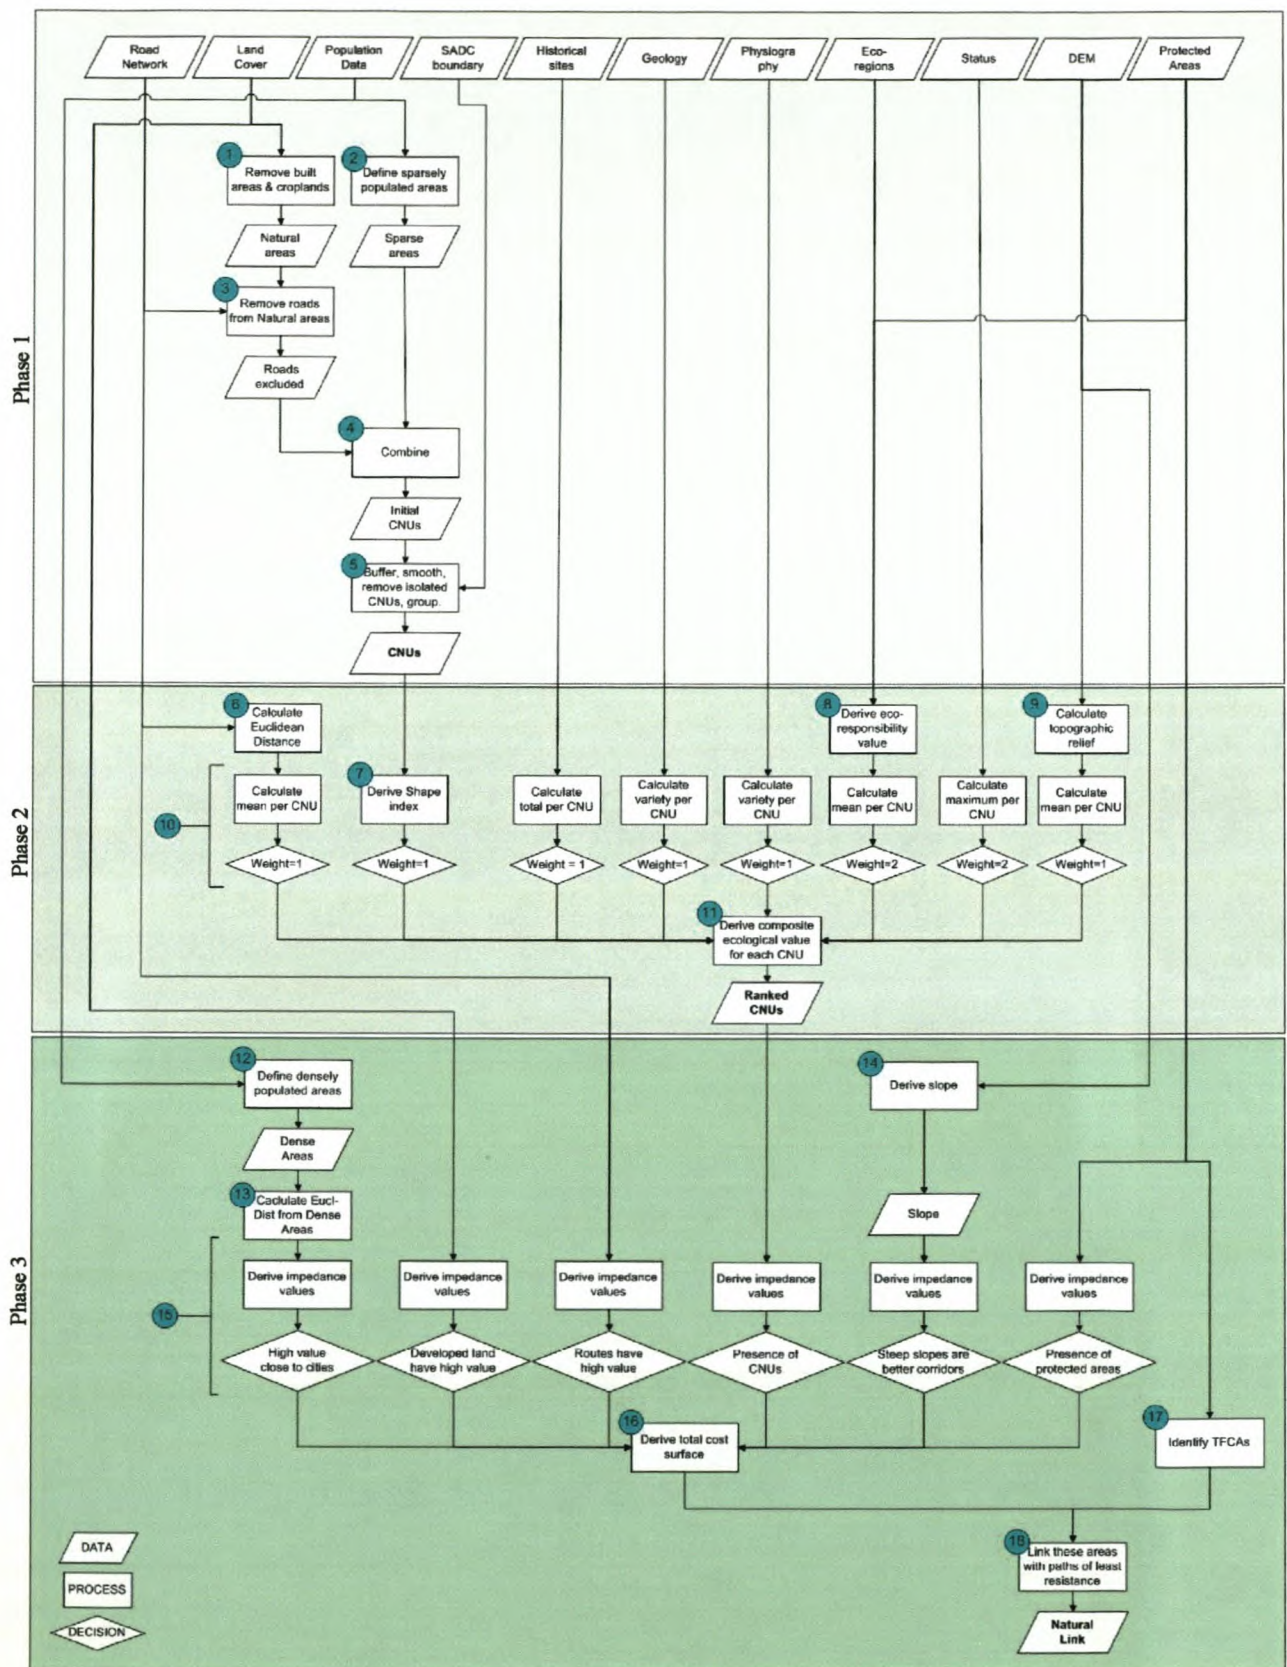 Road
Network
Land
Cover
Population
Data
SADC
boundary
Historical
sites
Geology
Physiogra
phy
Eco-
regions
Status
DEM
Protected
Areas
Phase 1
1
Remove built
areas & croplands
2
Define sparsely
populated areas
Natural
areas
Sparse
areas
3
Remove roads
from Natural areas
Roads
excluded
4
Combine
Initial
CNUs
5
Buffer, smooth,
remove isolated
CNUs, group.
CNUs
Phase 2
6
Calculate
Euclidean
Distance
8
Derive eco-
responsibility
value
9
Calculate
topographic
relief
10
Calculate
mean per CNU
7
Derive Shape
index
Calculate
total per CNU
Calculate
variety per
CNU
Calculate
variety per
CNU
Calculate
mean per CNU
Calculate
maximum per
CNU
Calculate
mean per CNU
Weight=1
Weight=1
Weight = 1
Weight=1
Weight=1
Weight=2
Weight=2
Weight=1
11
Derive composite
ecological value
for each CNU
Ranked
CNUs
Phase 3
12
Define densely
populated areas
14
Derive slope
Dense
Areas
13
Caclulate Eucl-
Dist from Dense
Areas
Slope
15
Derive impedance
values
Derive impedance
values
Derive impedance
values
Derive impedance
values
Derive impedance
values
Derive impedance
values
High value
close to cities
Developed land
have high value
Routes have
high value
Presence of
CNUs
Steep slopes are
better corridors
Presence of
protected areas
16
Derive total cost
surface
17
Identify TFCAs
18
Link these areas
with paths of least
resistance
Natural
Link
DATA
PROCESS
DECISION